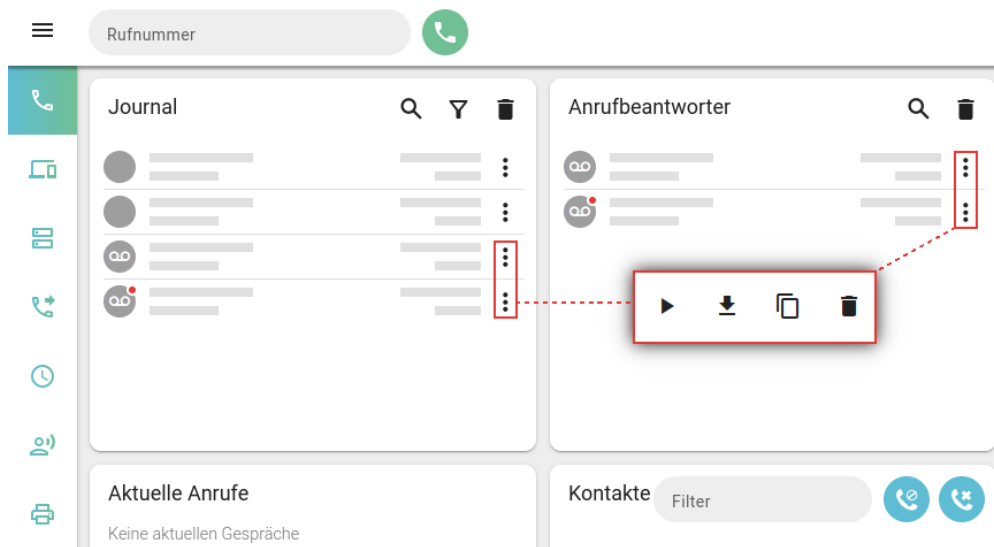 Rufnummer
Journal
Anrufbeantworter
Aktuelle Anrufe
Keine aktuellen Gespräche
Kontakte
Filter